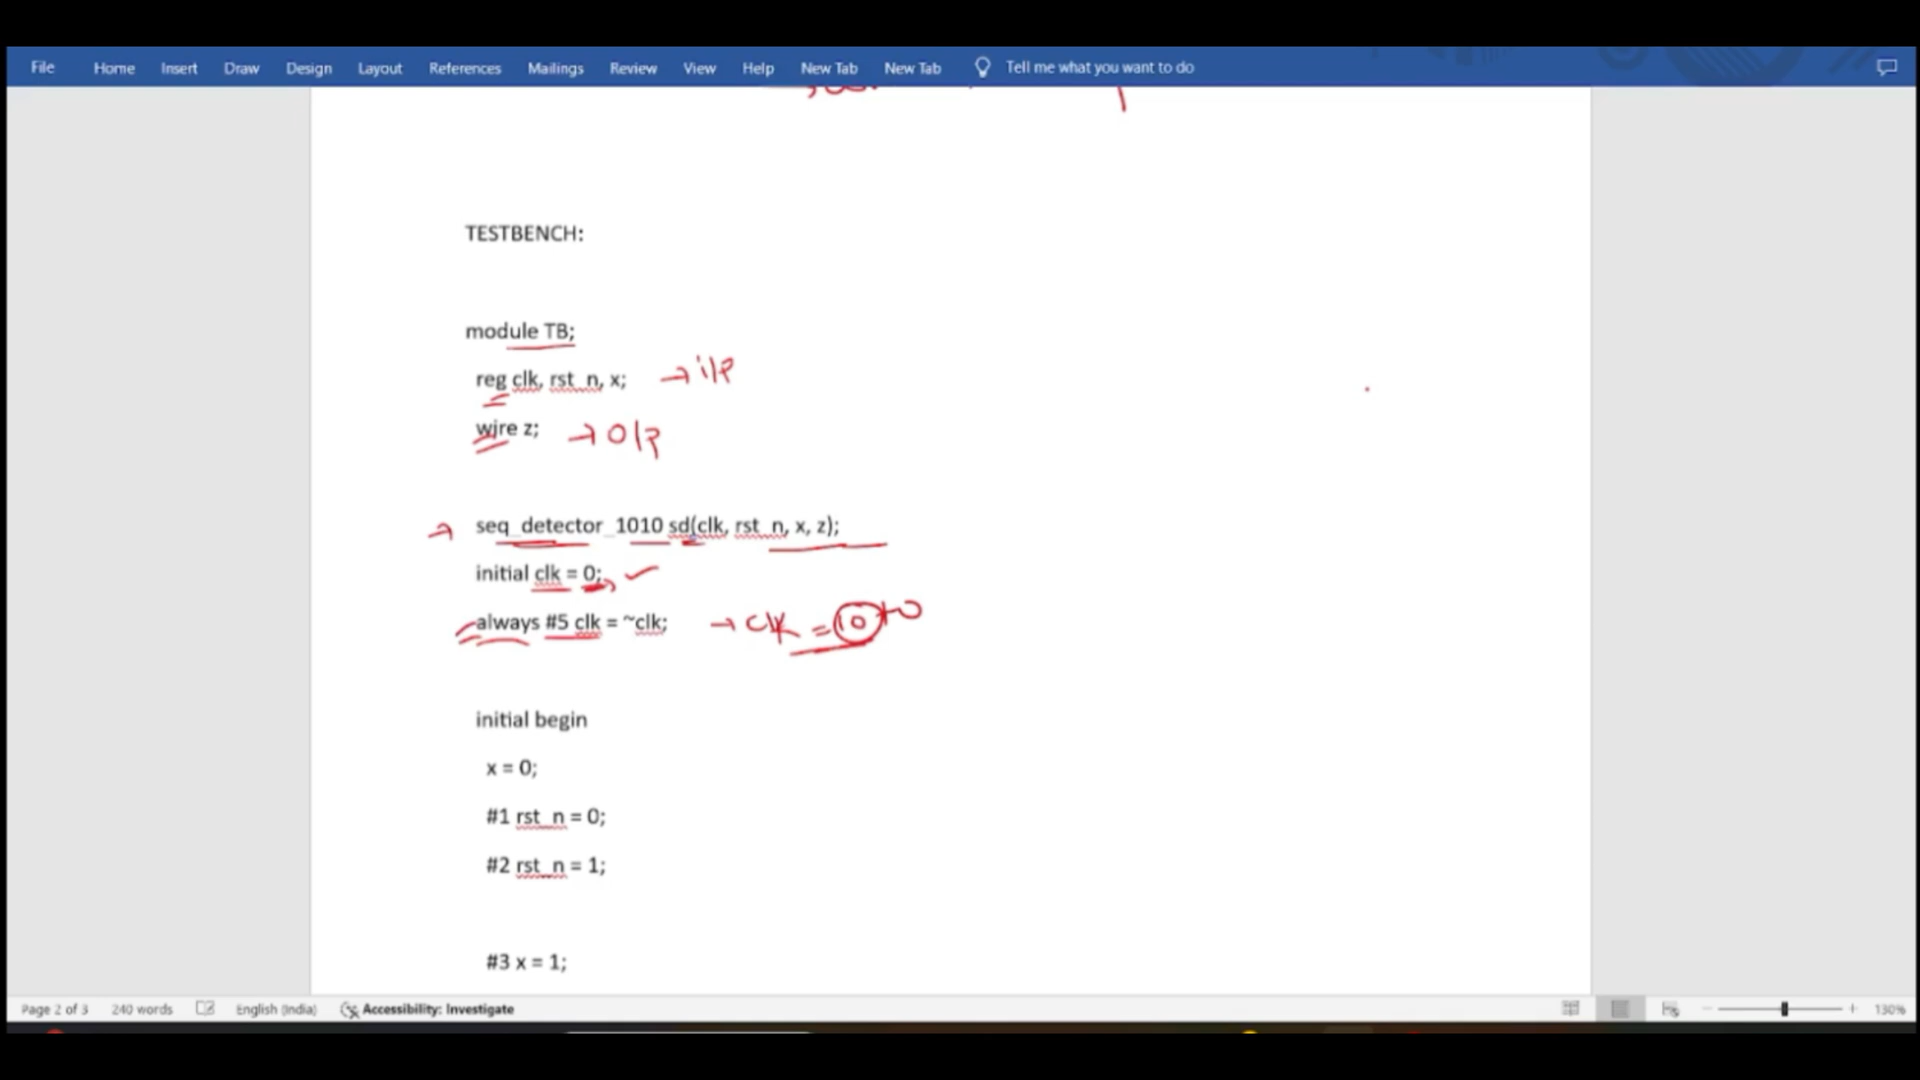 File Home Insert Draw Design Layout References Mailings Review View Help New Tab New Tab Tell me what you want to do
TESTBENCH:
module TB;
reg clk, rst_n, x; → i/p
wire z; → o/p
→ seq_detector_1010 sd(clk, rst_n, x, z);
initial clk = 0;
always #5 clk = ~clk; → clk = 10
initial begin
x = 0;
#1 rst_n = 0;
#2 rst_n = 1;
#3 x = 1;
Page 2 of 3 240 words English (India) Accessibility: Investigate 130%